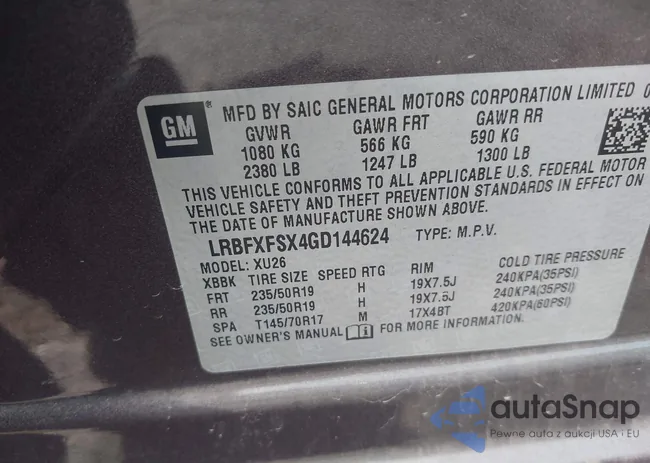 MFD BY SAIC GENERAL MOTORS CORPORATION LIMITED 0
GM
GVWR GAWR FRT GAWR RR
1080 KG 566 KG 590 KG
2380 LB 1247 LB 1300 LB
THIS VEHICLE CONFORMS TO ALL APPLICABLE U.S. FEDERAL MOTOR
VEHICLE SAFETY AND THEFT PREVENTION STANDARDS IN EFFECT ON
THE DATE OF MANUFACTURE SHOWN ABOVE.
LRBFXFSX4GD144624 TYPE: M.P.V.
MODEL: XU26
XBBK TIRE SIZE SPEED RTG RIM COLD TIRE PRESSURE
FRT 235/50R19 H 19X7.5J 240KPA(35PSI)
RR 235/50R19 H 19X7.5J 240KPA(35PSI)
SPA T145/70R17 M 17X4BT 420KPA(60PSI)
SEE OWNER'S MANUAL FOR MORE INFORMATION.
autaSnap
Pewne auta z aukcji USA i EU